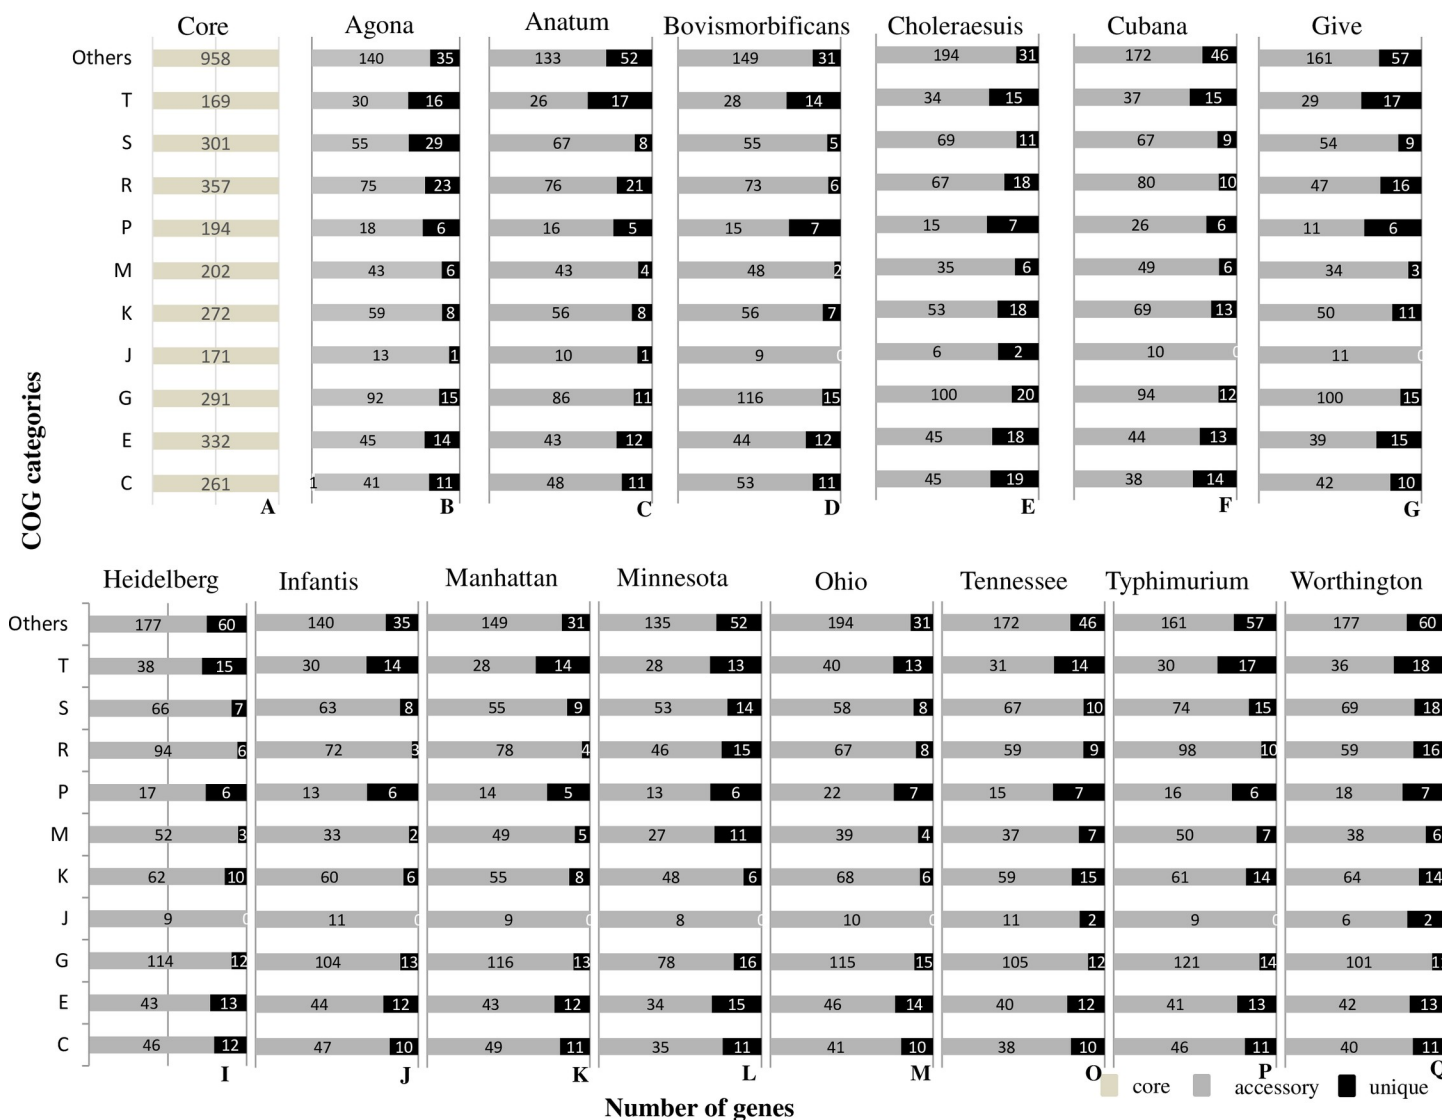 Core Agona Anatum Bovismorbificans Choleraesuis Cubana Give
Others 958 140 35 133 52 149 31 194 31 172 46 161 57
T 169 30 16 26 17 28 14 34 15 37 15 29 17
S 301 55 29 67 8 55 5 69 11 67 9 54 9
R 357 75 23 76 21 73 6 67 18 80 10 47 16
P 194 18 6 16 5 15 7 15 7 26 6 11 6
M 202 43 6 43 4 48 2 35 6 49 6 34 3
K 272 59 8 56 8 56 7 53 18 69 13 50 11
J 171 13 1 10 1 9 0 6 2 10 0 11 0
G 291 92 15 86 11 116 15 100 20 94 12 100 15
E 332 45 14 43 12 44 12 45 18 44 13 39 15
C 261 1 41 11 48 11 53 11 45 19 38 14 42 10
A B C D E F G
COG categories
Heidelberg Infantis Manhattan Minnesota Ohio Tennessee Typhimurium Worthington
Others 177 60 140 35 149 31 135 52 194 31 172 46 161 57 177 60
T 38 15 30 14 28 14 28 13 40 13 31 14 30 17 36 18
S 66 7 63 8 55 9 53 14 58 8 67 10 74 15 69 18
R 94 6 72 3 78 4 46 15 67 8 59 9 98 10 59 16
P 17 6 13 6 14 5 13 6 22 7 15 7 16 6 18 7
M 52 3 33 2 49 5 27 11 39 4 37 7 50 7 38 6
K 62 10 60 6 55 8 48 6 68 6 59 15 61 14 64 14
J 9 0 11 0 9 0 8 0 10 0 11 2 9 0 6 2
G 114 12 104 13 116 13 78 16 115 15 105 12 121 14 101
E 43 13 44 12 43 12 34 15 46 14 40 12 41 13 42 13
C 46 12 47 10 49 11 35 11 41 10 38 10 46 11 40 11
I J K L M O P Q
core accessory unique
Number of genes